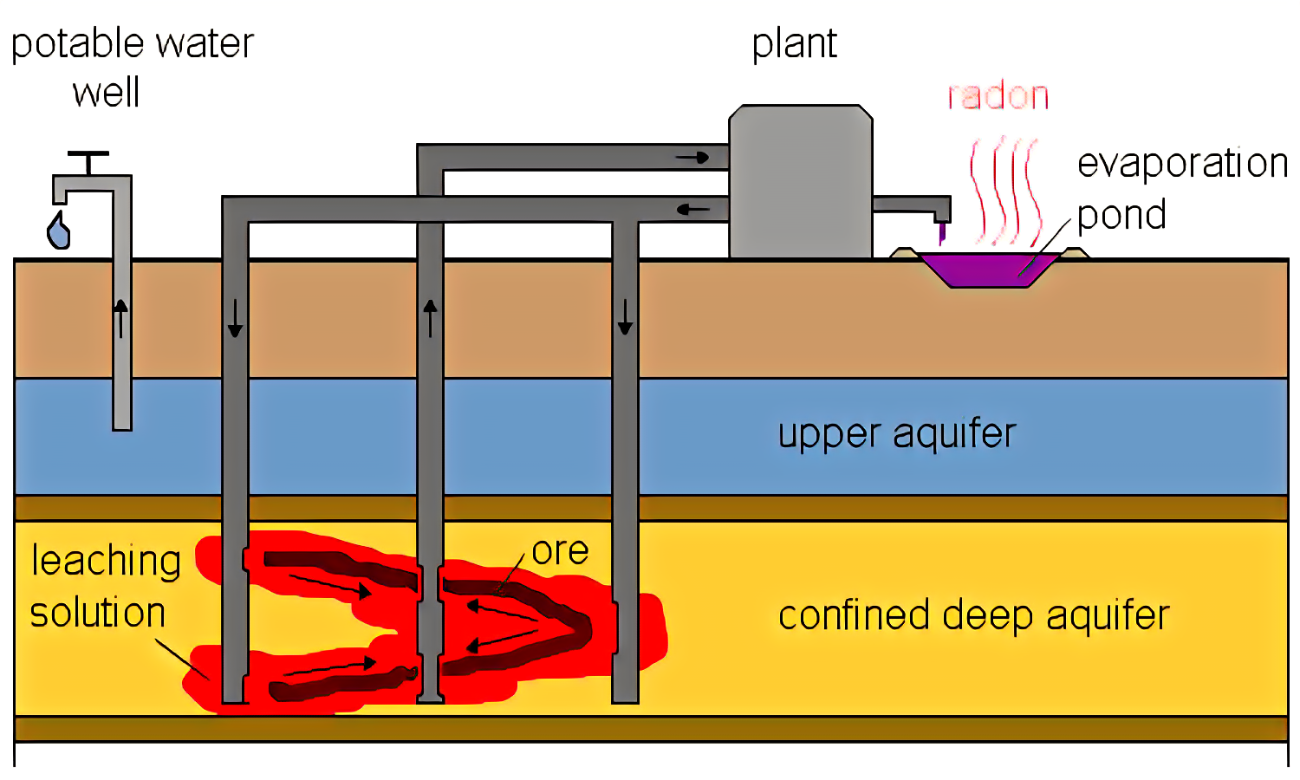 potable water
well
plant
radon
evaporation
pond
upper aquifer
leaching
solution
ore
confined deep aquifer